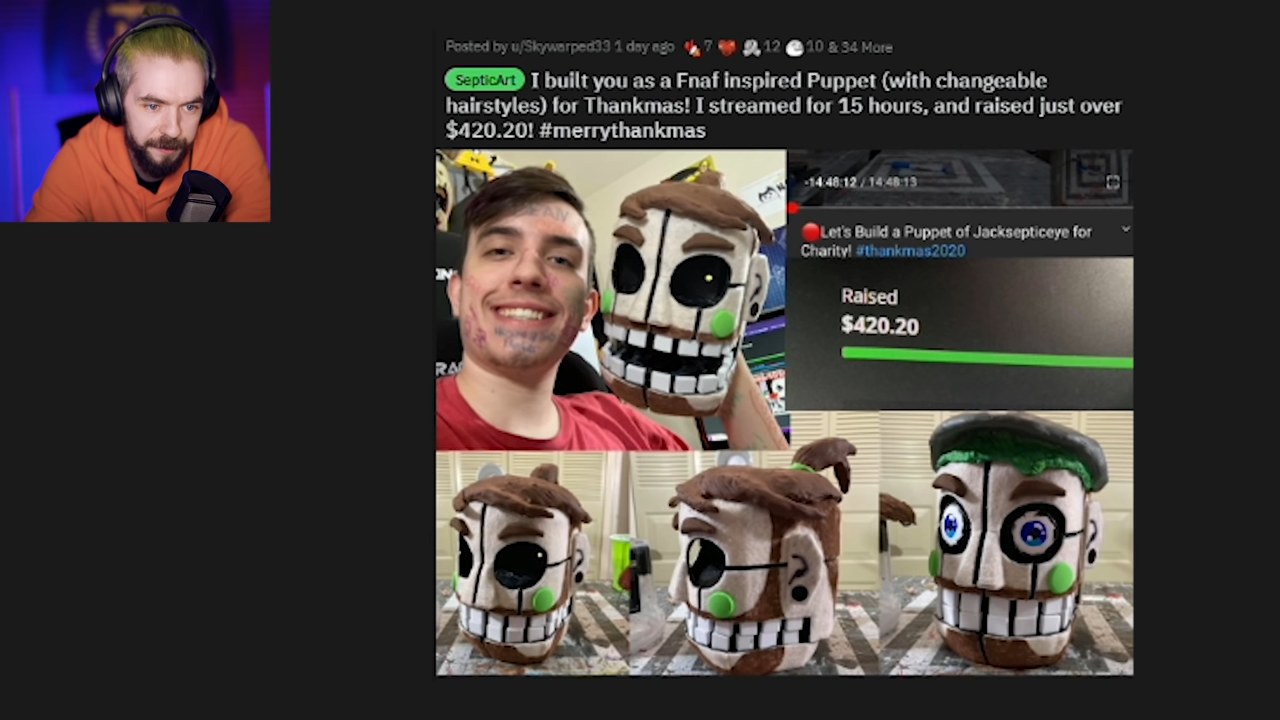 Posted by u/Skywarped33 1 day ago 7 12 10 & 34 More
SepticArt I built you as a Fnaf inspired Puppet (with changeable
hairstyles) for Thankmas! I streamed for 15 hours, and raised just over
$420.20! #merrythankmas
-14:48:12 / 14:48:13
Let's Build a Puppet of Jacksepticeye for
Charity! #thankmas2020
Raised
$420.20